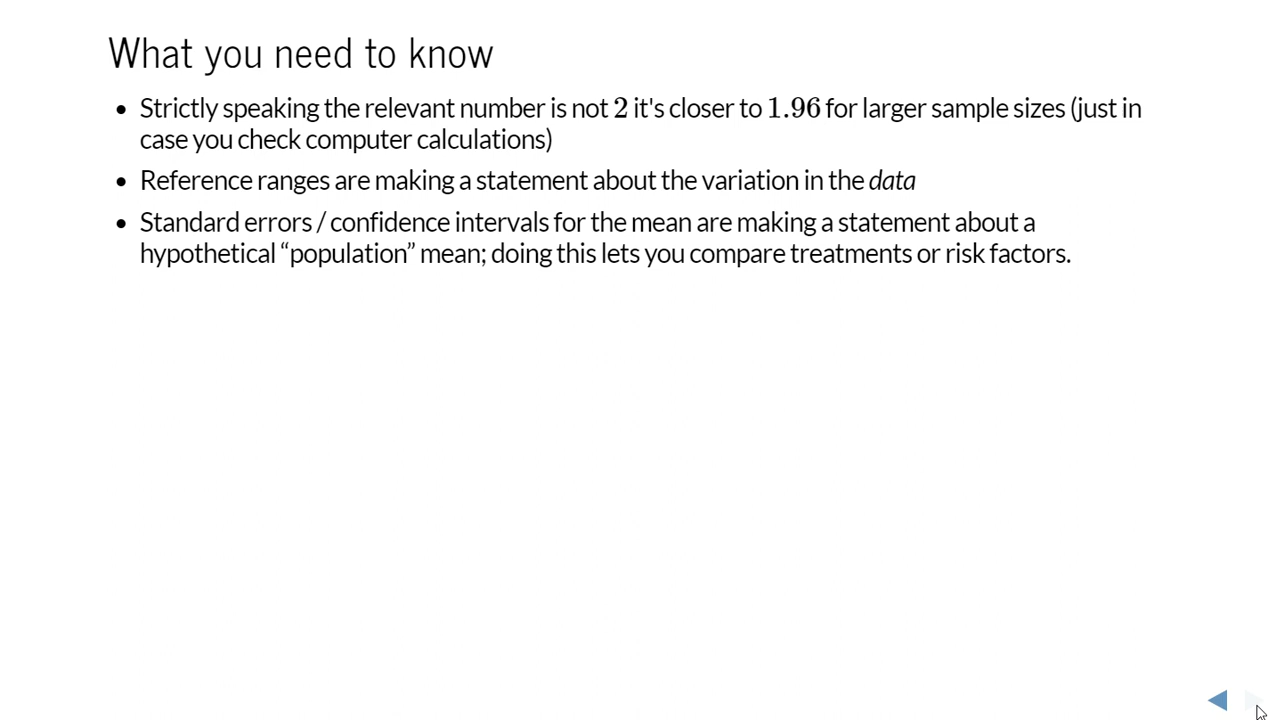 What you need to know
• Strictly speaking the relevant number is not 2 it's closer to 1.96 for larger sample sizes (just in
case you check computer calculations)
• Reference ranges are making a statement about the variation in the data
• Standard errors / confidence intervals for the mean are making a statement about a
hypothetical “population” mean; doing this lets you compare treatments or risk factors.